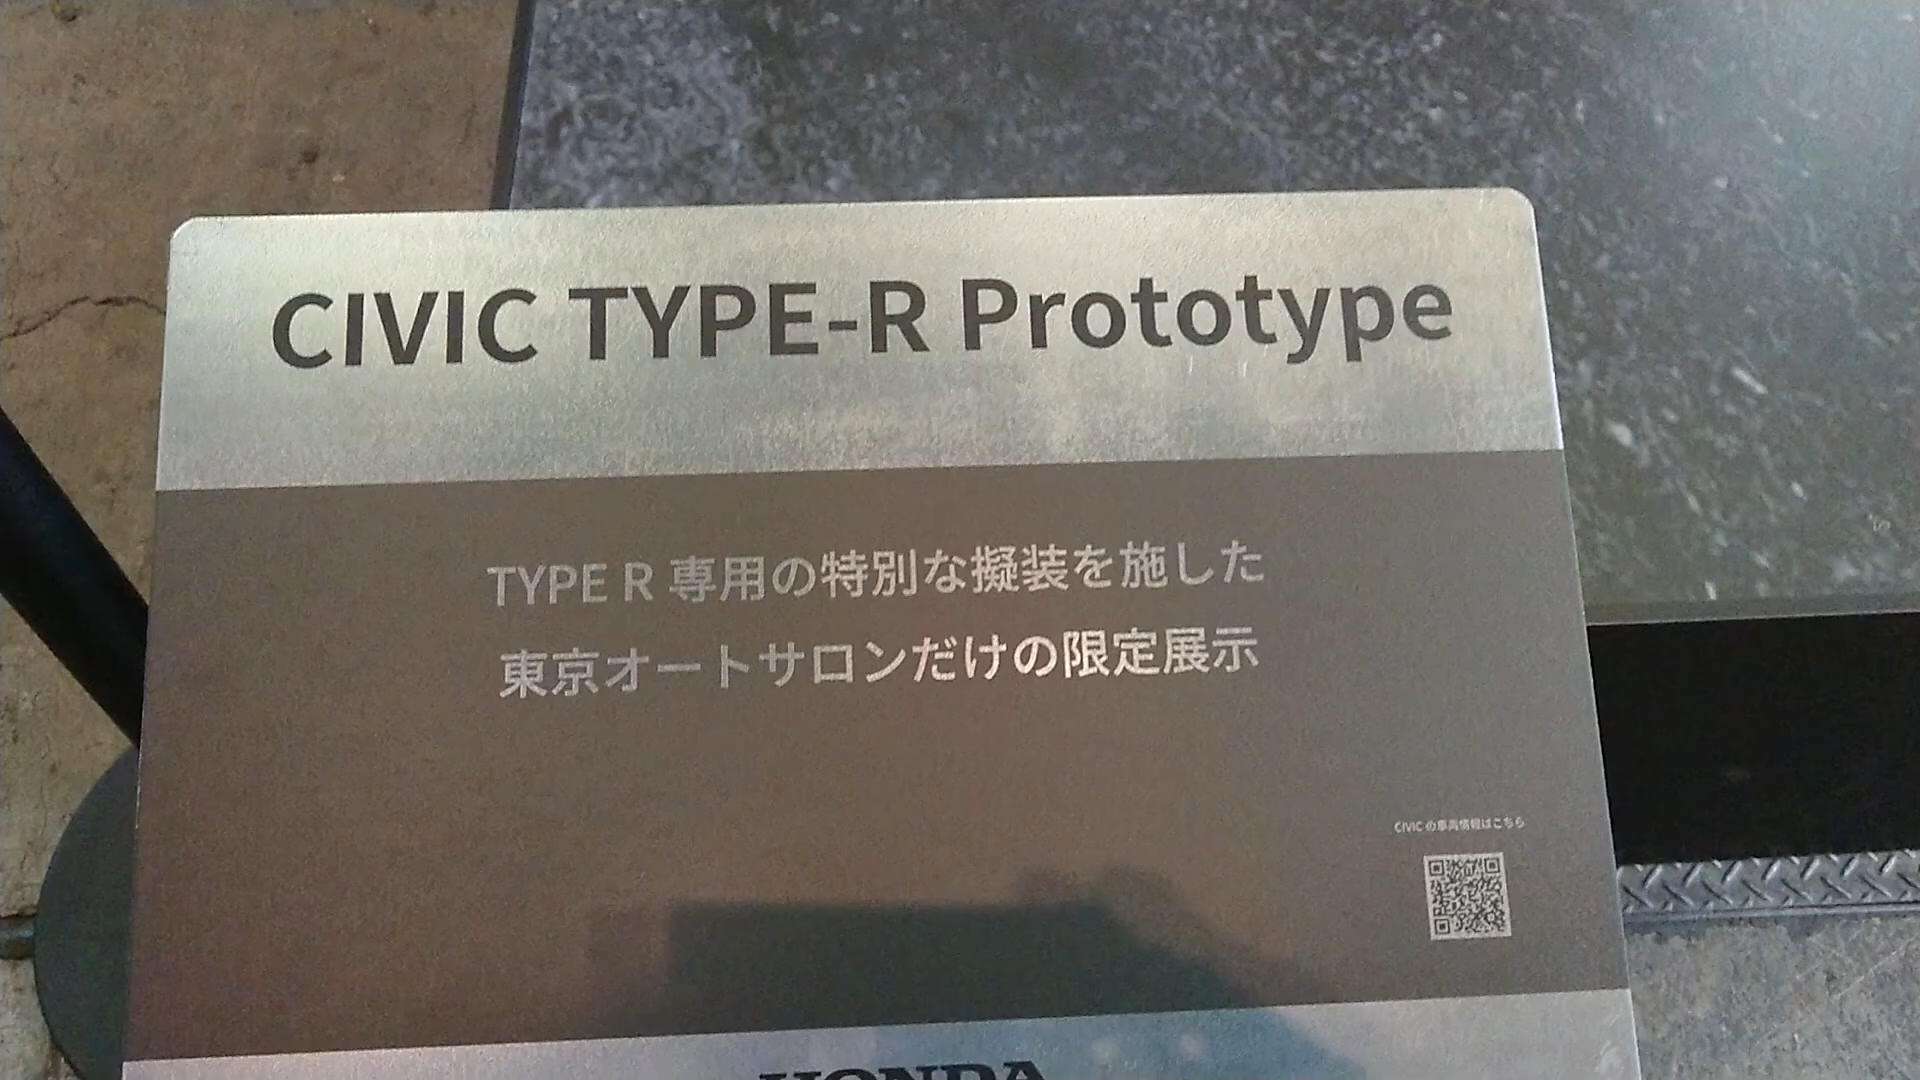 CIVIC TYPE-R Prototype
TYPE R 専用の特別な擬装を施した
東京オートサロンだけの限定展示
CIVIC の車両情報はこちら
HONDA